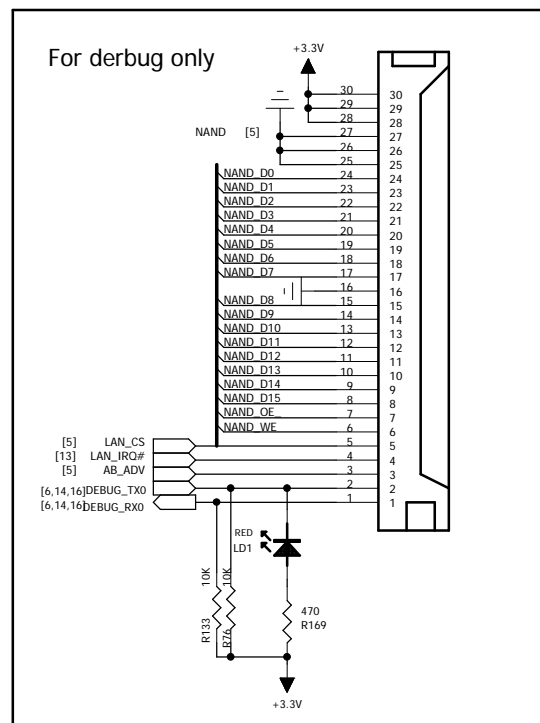 For derbug only
+3.3V
30 30
29 29
28 28
NAND [5] 27 27
26 26
25 25
NAND_D0 24 24
NAND_D1 23 23
NAND_D2 22 22
NAND_D3 21 21
NAND_D4 20 20
NAND_D5 19 19
NAND_D6 18 18
NAND_D7 17 17
16 16
NAND_D8 15 15
NAND_D9 14 14
NAND_D10 13 13
NAND_D11 12 12
NAND_D12 11 11
NAND_D13 10 10
NAND_D14 9 9
NAND_D15 8 8
NAND_OE_ 7 7
NAND_WE 6 6
[5] LAN_CS 5 5
[13] LAN_IRQ# 4 4
[5] AB_ADV 3 3
[6,14,16] DEBUG_TX0 2 2
[6,14,16] DEBUG_RX0 1 1
RED
LD1
10K
R133
10K
R76
470
R169
+3.3V